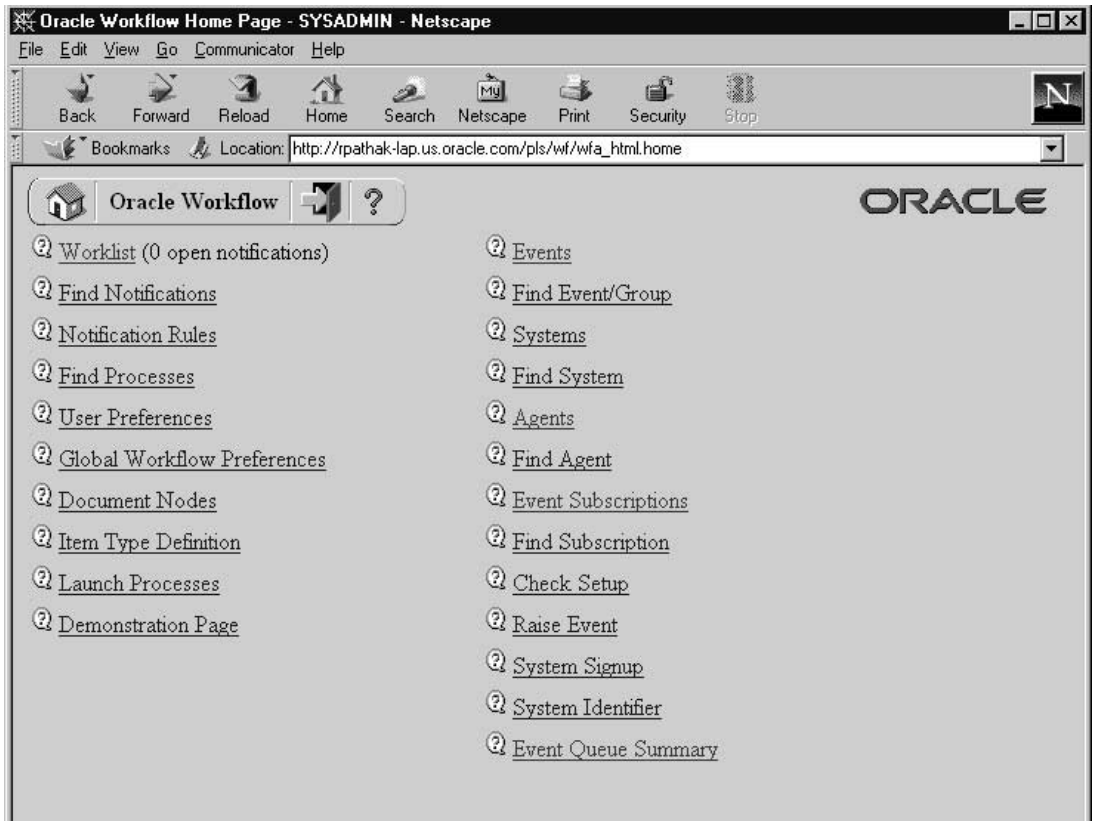 Oracle Workflow Home Page - SYSADMIN - Netscape
File Edit View Go Communicator Help
My
Back Forward Reload Home Search Netscape Print Security Stop
N
Bookmarks Location: http://rpathak-lap.us.oracle.com/pls/wf/wfa_html.home
Oracle Workflow ?
ORACLE
Worklist (0 open notifications)
Find Notifications
Notification Rules
Find Processes
User Preferences
Global Workflow Preferences
Document Nodes
Item Type Definition
Launch Processes
Demonstration Page
Events
Find Event/Group
Systems
Find System
Agents
Find Agent
Event Subscriptions
Find Subscription
Check Setup
Raise Event
System Signup
System Identifier
Event Queue Summary